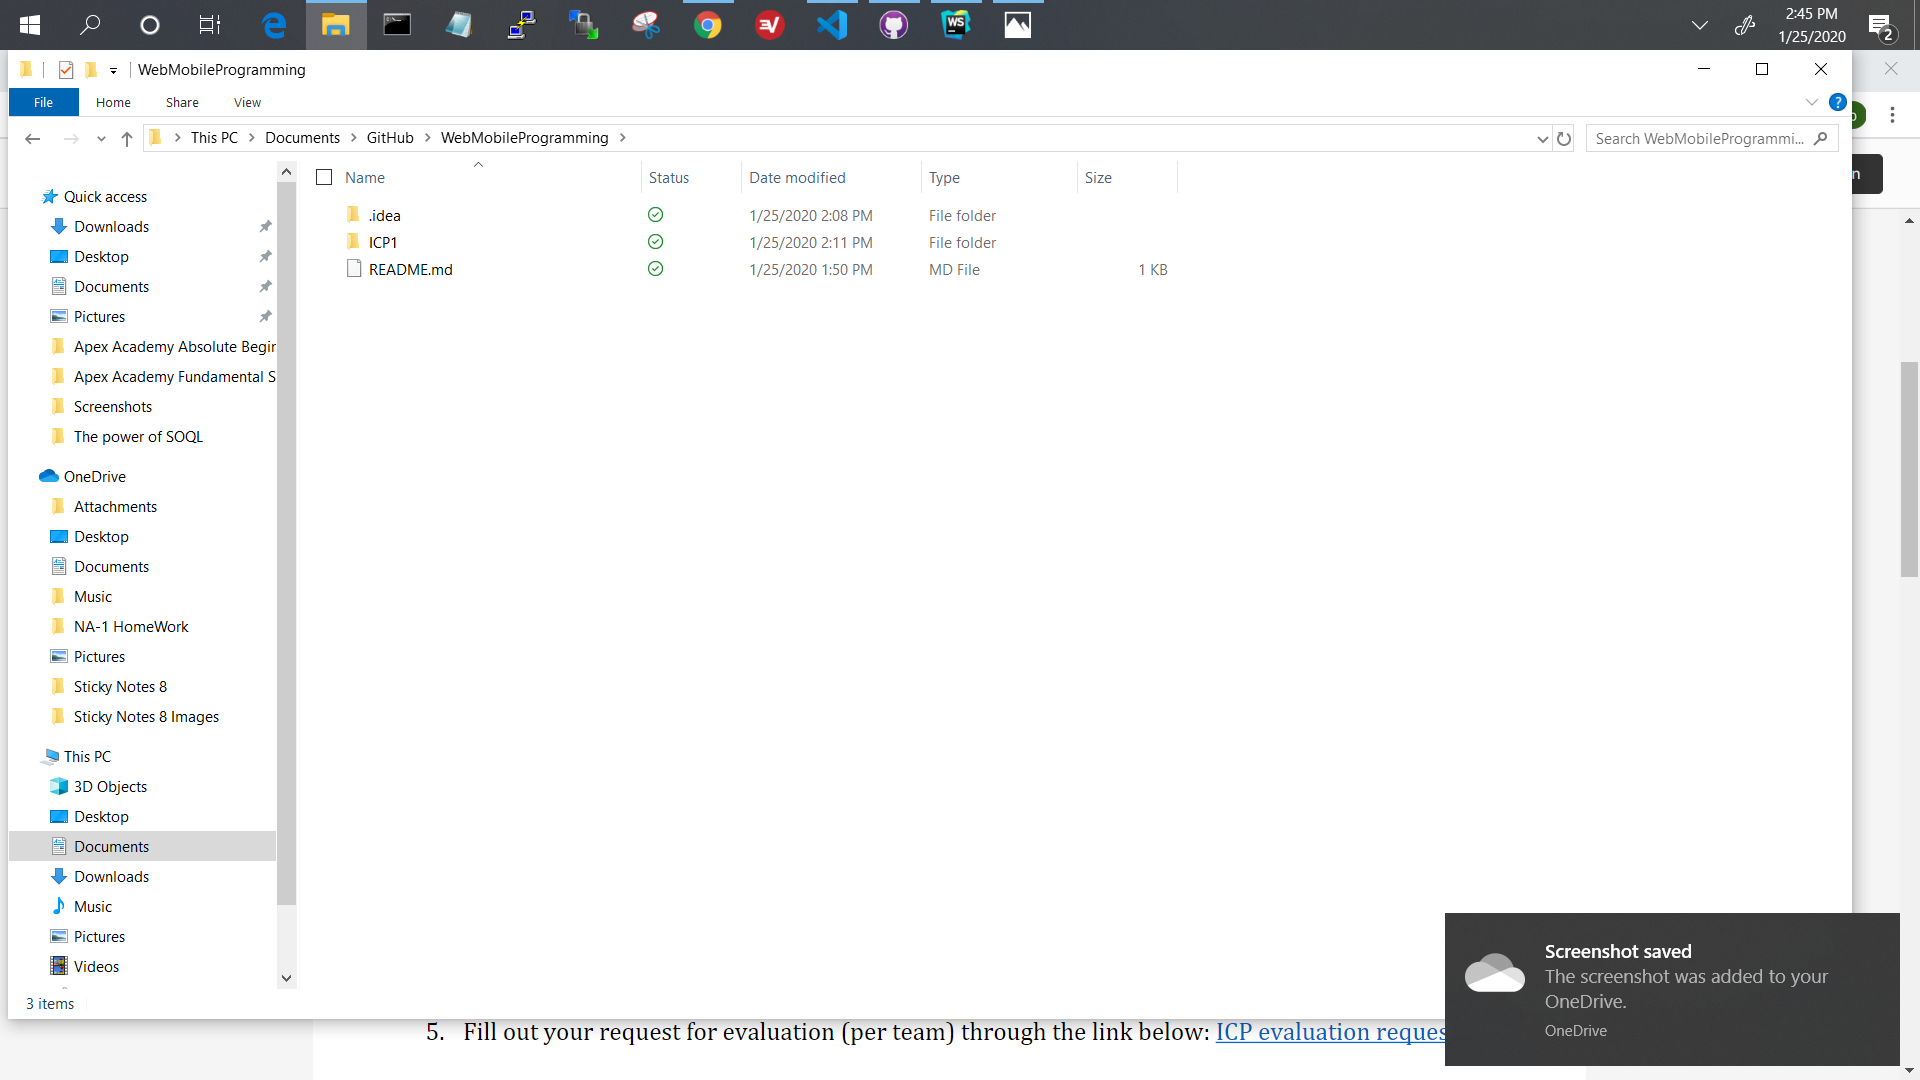 2:45 PM
1/25/2020
2
WS
WebMobileProgramming
File
Home
Share
View
?
This PC
Documents
GitHub
WebMobileProgramming
Search WebMobileProgrammi...
n
Name
Status
Date modified
Type
Size
.idea
1/25/2020 2:08 PM
File folder
ICP1
1/25/2020 2:11 PM
File folder
README.md
1/25/2020 1:50 PM
MD File
1 KB
Quick access
Downloads
Desktop
Documents
Pictures
Apex Academy Absolute Begin
Apex Academy Fundamental S
Screenshots
The power of SOQL
OneDrive
Attachments
Desktop
Documents
Music
NA-1 HomeWork
Pictures
Sticky Notes 8
Sticky Notes 8 Images
This PC
3D Objects
Desktop
Documents
Downloads
Music
Pictures
Videos
3 items
Screenshot saved
The screenshot was added to your
OneDrive.
OneDrive
5. Fill out your request for evaluation (per team) through the link below: ICP evaluation reques